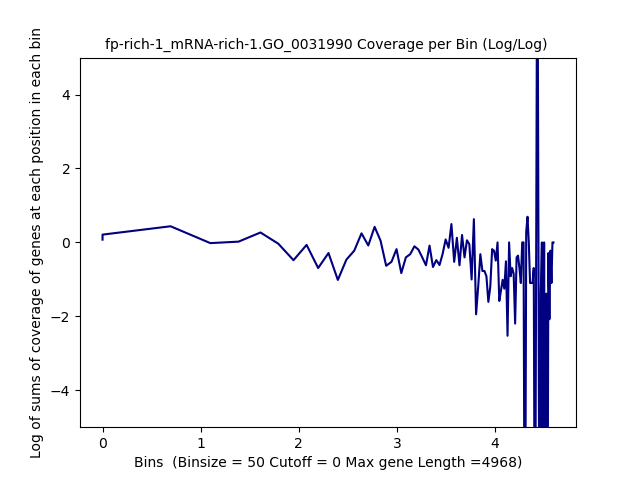 fp-rich-1_mRNA-rich-1.GO_0031990 Coverage per Bin (Log/Log)
Log of sums of coverage of genes at each position in each bin
4
2
0
−2
−4
0 1 2 3 4
Bins  (Binsize = 50 Cutoff = 0 Max gene Length =4968)